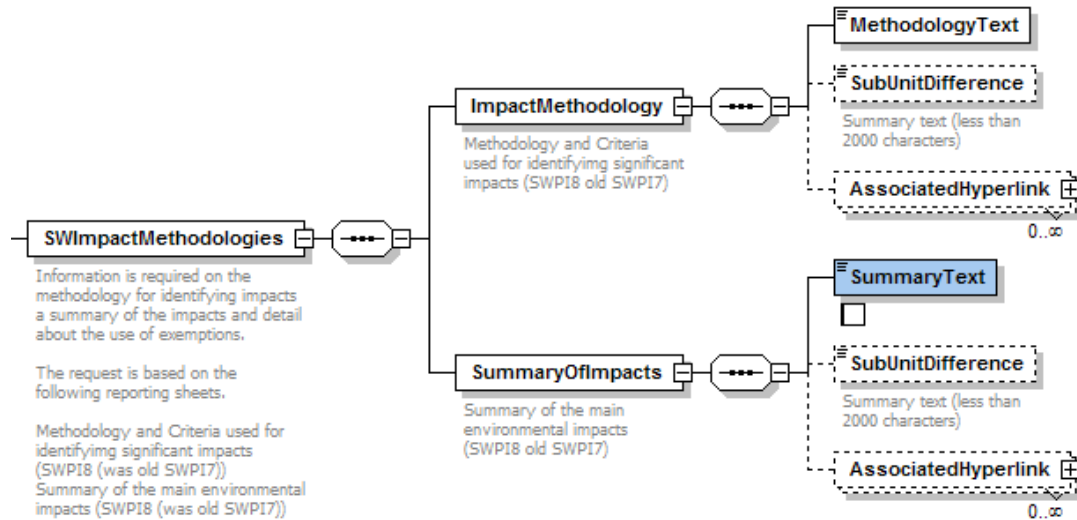 MethodologyText
SubUnitDifference
Summary text (less than
2000 characters)
ImpactMethodology
Methodology and Criteria
used for identifyimg significant
impacts (SWPI8 old SWPI7)
AssociatedHyperlink
0..∞
SWImpactMethodologies
Information is required on the
methodology for identifying impacts
a summary of the impacts and detail
about the use of exemptions.
The request is based on the
following reporting sheets.
Methodology and Criteria used for
identifyimg significant impacts
(SWPI8 (was old SWPI7))
Summary of the main environmental
impacts (SWPI8 (was old SWPI7))
SummaryText
SubUnitDifference
Summary text (less than
2000 characters)
SummaryOfImpacts
Summary of the main
environmental impacts
(SWPI8 old SWPI7)
AssociatedHyperlink
0..∞